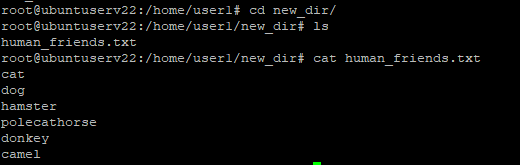 root@ubuntuserv22:/home/user1# cd new_dir/
root@ubuntuserv22:/home/user1/new_dir# ls
human_friends.txt
root@ubuntuserv22:/home/user1/new_dir# cat human_friends.txt
cat
dog
hamster
polecathorse
donkey
camel